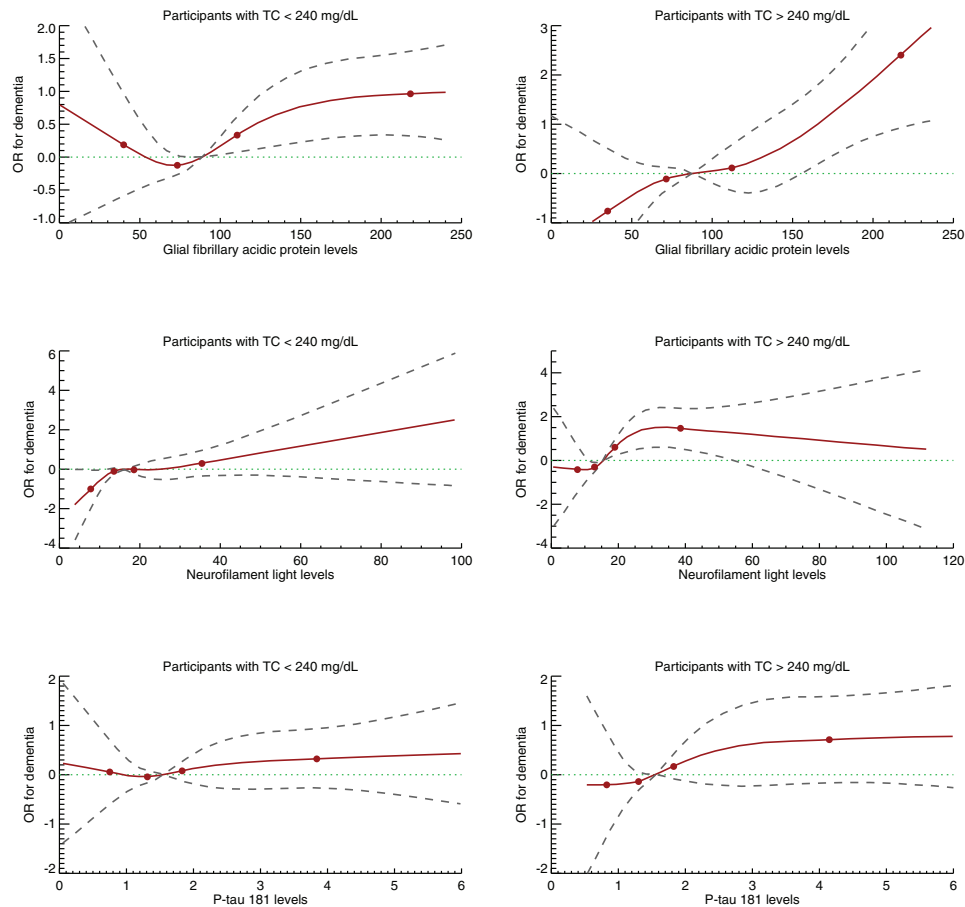 Participants with TC < 240 mg/dL
OR for dementia
2.0
1.5
1.0
0.5
0.0
-0.5
-1.0
0 50 100 150 200 250
Glial fibrillary acidic protein levels
Participants with TC > 240 mg/dL
OR for dementia
3
2
1
0
-1
0 50 100 150 200 250
Glial fibrillary acidic protein levels
Participants with TC < 240 mg/dL
OR for dementia
6
4
2
0
-2
-4
0 20 40 60 80 100
Neurofilament light levels
Participants with TC > 240 mg/dL
OR for dementia
4
2
0
-2
-4
0 20 40 60 80 100 120
Neurofilament light levels
Participants with TC < 240 mg/dL
OR for dementia
2
1
0
-1
-2
0 1 2 3 4 5 6
P-tau 181 levels
Participants with TC > 240 mg/dL
OR for dementia
2
1
0
-1
-2
0 1 2 3 4 5 6
P-tau 181 levels